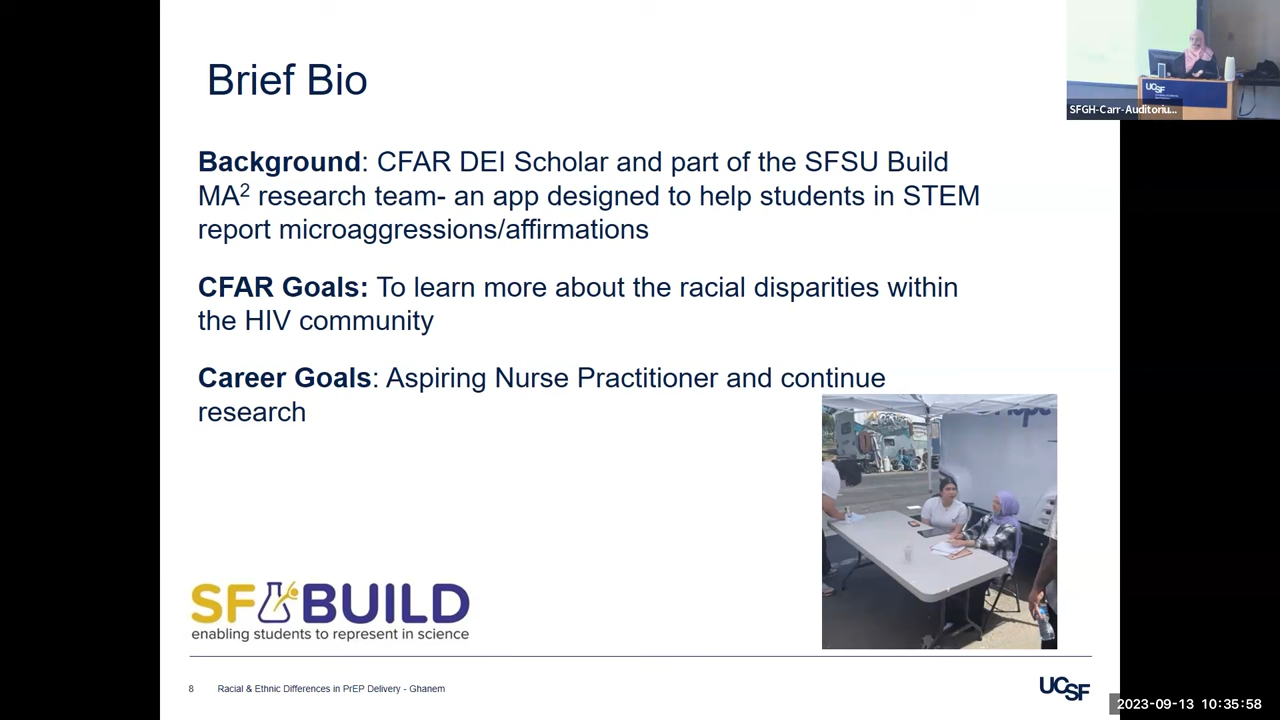 Brief Bio
UCSF
SFGH-Carr-Auditoriu...
Background: CFAR DEI Scholar and part of the SFSU Build
MA² research team- an app designed to help students in STEM
report microaggressions/affirmations
CFAR Goals: To learn more about the racial disparities within
the HIV community
Career Goals: Aspiring Nurse Practitioner and continue
research
SF BUILD
enabling students to represent in science
8 Racial & Ethnic Differences in PrEP Delivery - Ghanem
UCSF
2023-09-13 10:35:58